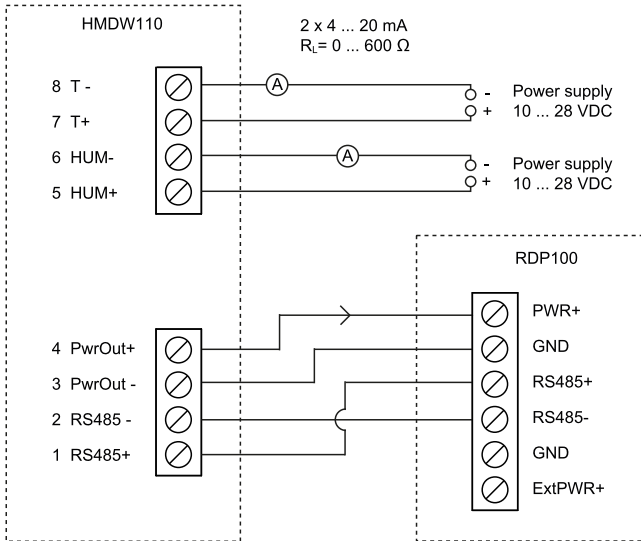 HMDW110
2 x 4 ... 20 mA
RL= 0 ... 600 Ω
8 T -
7 T+
6 HUM-
5 HUM+
A
- Power supply
+ 10 ... 28 VDC
A
- Power supply
+ 10 ... 28 VDC
RDP100
4 PwrOut+
3 PwrOut -
2 RS485 -
1 RS485+
PWR+
GND
RS485+
RS485-
GND
ExtPWR+